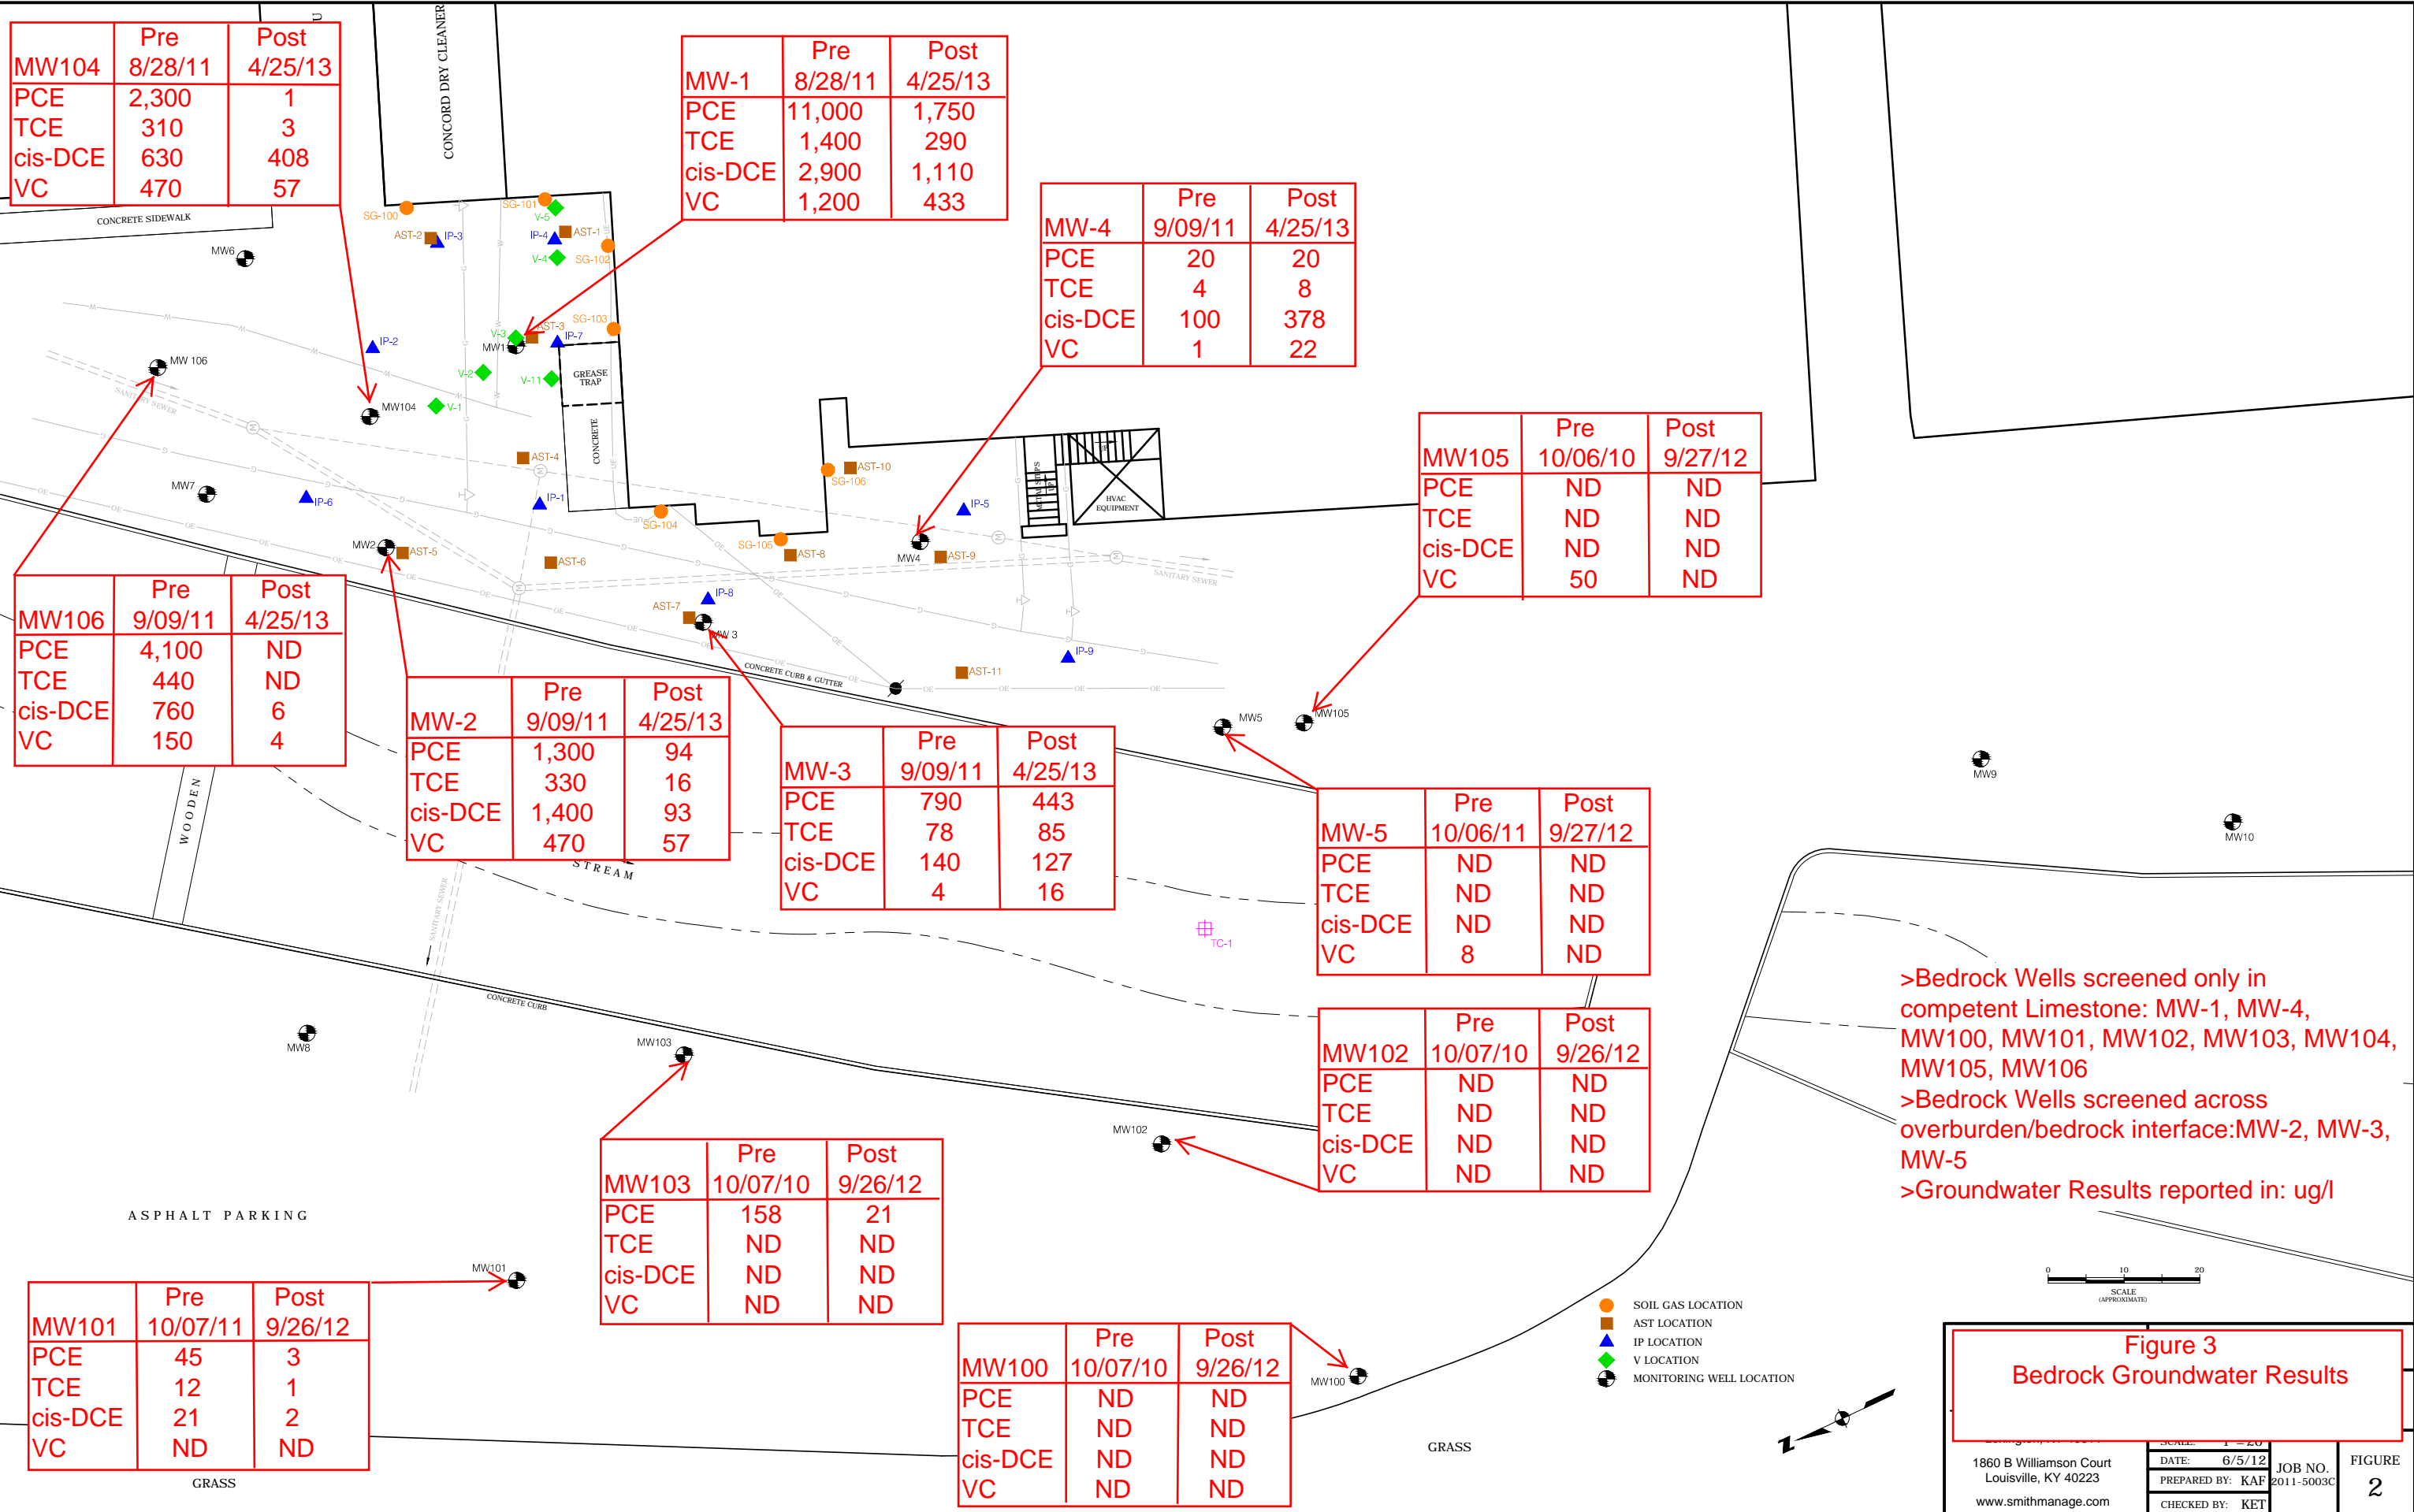 MW104 Pre 8/28/11 Post 4/25/13
PCE 2,300 1
TCE 310 3
cis-DCE 630 408
VC 470 57
U
CONCORD DRY CLEANER
MW-1 Pre 8/28/11 Post 4/25/13
PCE 11,000 1,750
TCE 1,400 290
cis-DCE 2,900 1,110
VC 1,200 433
MW-4 Pre 9/09/11 Post 4/25/13
PCE 20 20
TCE 4 8
cis-DCE 100 378
VC 1 22
MW105 Pre 10/06/10 Post 9/27/12
PCE ND ND
TCE ND ND
cis-DCE ND ND
VC 50 ND
CONCRETE SIDEWALK
SG-100
SG-101
V-5
AST-2
IP-3
IP-4
AST-1
SG-102
V-4
MW6
SG-103
V-3
AST-3
IP-7
MW1
IP-2
MW 106
SANITARY SEWER
V-2
V-11
GREASE
TRAP
MW104
V-1
CONCRETE
AST-4
AST-10
SG-106
METAL STEPS
UP
HVAC
EQUIPMENT
MW7
IP-6
IP-1
SG-104
IP-5
MW2
AST-5
AST-6
SG-105
AST-8
MW4
AST-9
SANITARY SEWER
AST-7
IP-8
MW 3
CONCRETE CURB & GUTTER
IP-9
AST-11
MW5
MW105
MW9
MW10
MW106 Pre 9/09/11 Post 4/25/13
PCE 4,100 ND
TCE 440 ND
cis-DCE 760 6
VC 150 4
MW-2 Pre 9/09/11 Post 4/25/13
PCE 1,300 94
TCE 330 16
cis-DCE 1,400 93
VC 470 57
MW-3 Pre 9/09/11 Post 4/25/13
PCE 790 443
TCE 78 85
cis-DCE 140 127
VC 4 16
MW-5 Pre 10/06/11 Post 9/27/12
PCE ND ND
TCE ND ND
cis-DCE ND ND
VC 8 ND
WOODEN
STREAM
SANITARY SEWER
TC-1
CONCRETE CURB
MW8
MW103
MW102
MW102 Pre 10/07/10 Post 9/26/12
PCE ND ND
TCE ND ND
cis-DCE ND ND
VC ND ND
>Bedrock Wells screened only in
competent Limestone: MW-1, MW-4,
MW100, MW101, MW102, MW103, MW104,
MW105, MW106
>Bedrock Wells screened across
overburden/bedrock interface:MW-2, MW-3,
MW-5
>Groundwater Results reported in: ug/l
MW103 Pre 10/07/10 Post 9/26/12
PCE 158 21
TCE ND ND
cis-DCE ND ND
VC ND ND
ASPHALT PARKING
MW101
MW101 Pre 10/07/11 Post 9/26/12
PCE 45 3
TCE 12 1
cis-DCE 21 2
VC ND ND
GRASS
MW100 Pre 10/07/10 Post 9/26/12
PCE ND ND
TCE ND ND
cis-DCE ND ND
VC ND ND
MW100
SOIL GAS LOCATION
AST LOCATION
IP LOCATION
V LOCATION
MONITORING WELL LOCATION
GRASS
Z
0 10 20
SCALE
(APPROXIMATE)
Figure 3
Bedrock Groundwater Results
1860 B Williamson Court
Louisville, KY 40223
www.smithmanage.com
DATE: 6/5/12
PREPARED BY: KAF
CHECKED BY: KET
JOB NO.
2011-5003C
FIGURE
2